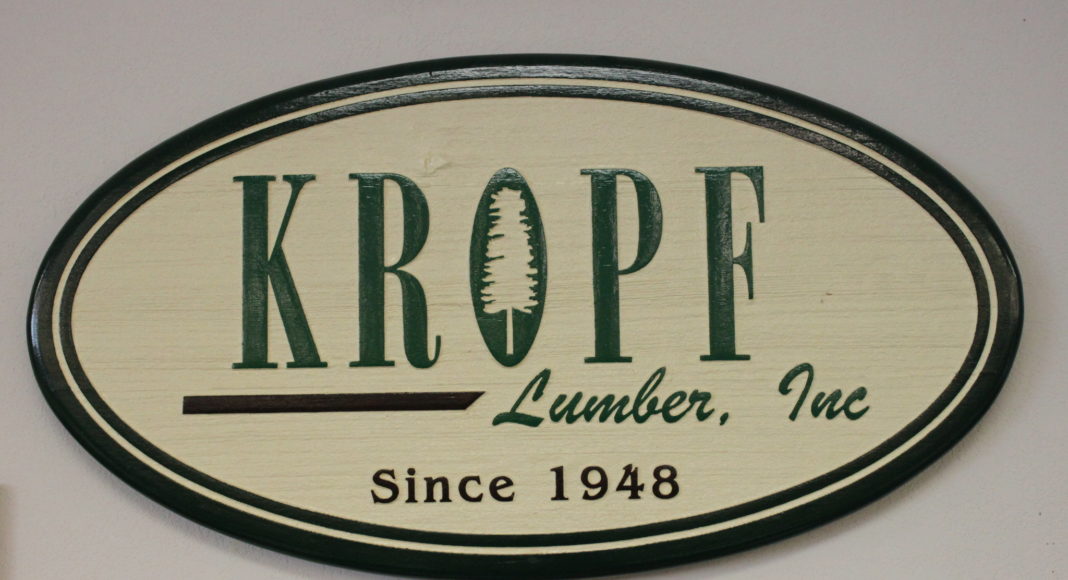 KROPF
Lumber, Inc
Since 1948